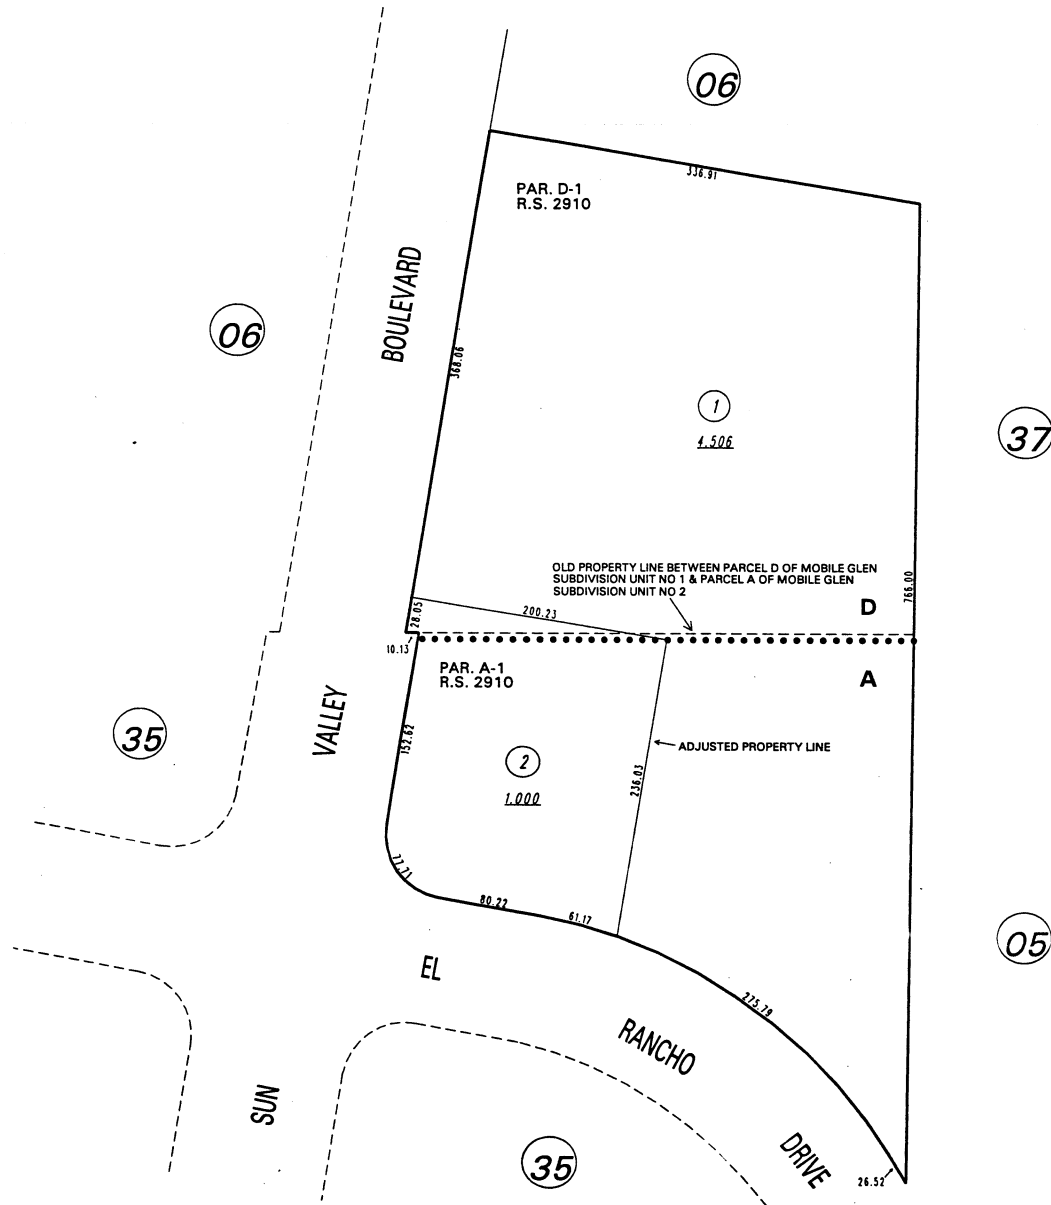 06
336.91
PAR. D-1
R.S. 2910
BOULEVARD
06
368.06
1
4.506
37
OLD PROPERTY LINE BETWEEN PARCEL D OF MOBILE GLEN
SUBDIVISION UNIT NO 1 & PARCEL A OF MOBILE GLEN
SUBDIVISION UNIT NO 2
766.00
D
28.05
200.23
10.13
PAR. A-1
R.S. 2910
A
VALLEY
35
152.62
ADJUSTED PROPERTY LINE
2
1.000
236.03
77.71
80.22
61.17
05
EL
275.79
RANCHO
SUN
DRIVE
35
26.52